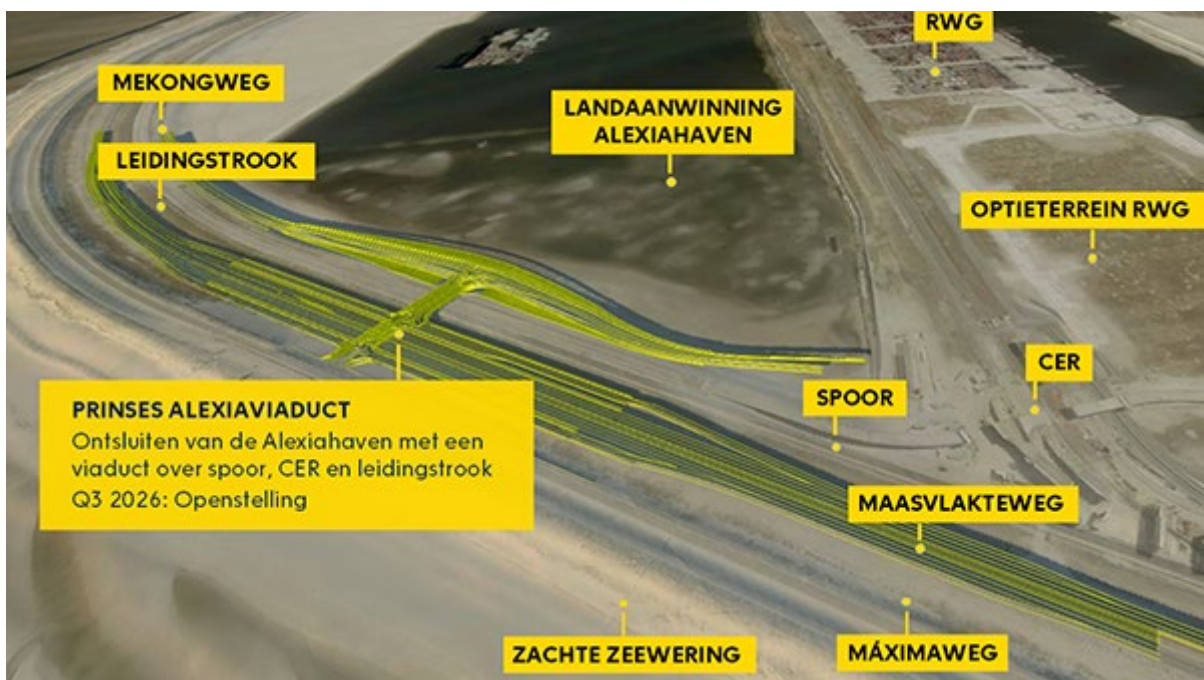 RWG
MEKONGWEG
LANDAANWINNING
ALEXIAHAVEN
LEIDINGSTROOK
OPTIETERREIN RWG
CER
SPOOR
PRINSES ALEXIAVIADUCT
Ontsluiten van de Alexiahaven met een
viaduct over spoor, CER en leidingstrook
Q3 2026: Openstelling
MAASVLAKTEWEG
ZACHTE ZEEWERING
MÁXIMAWEG